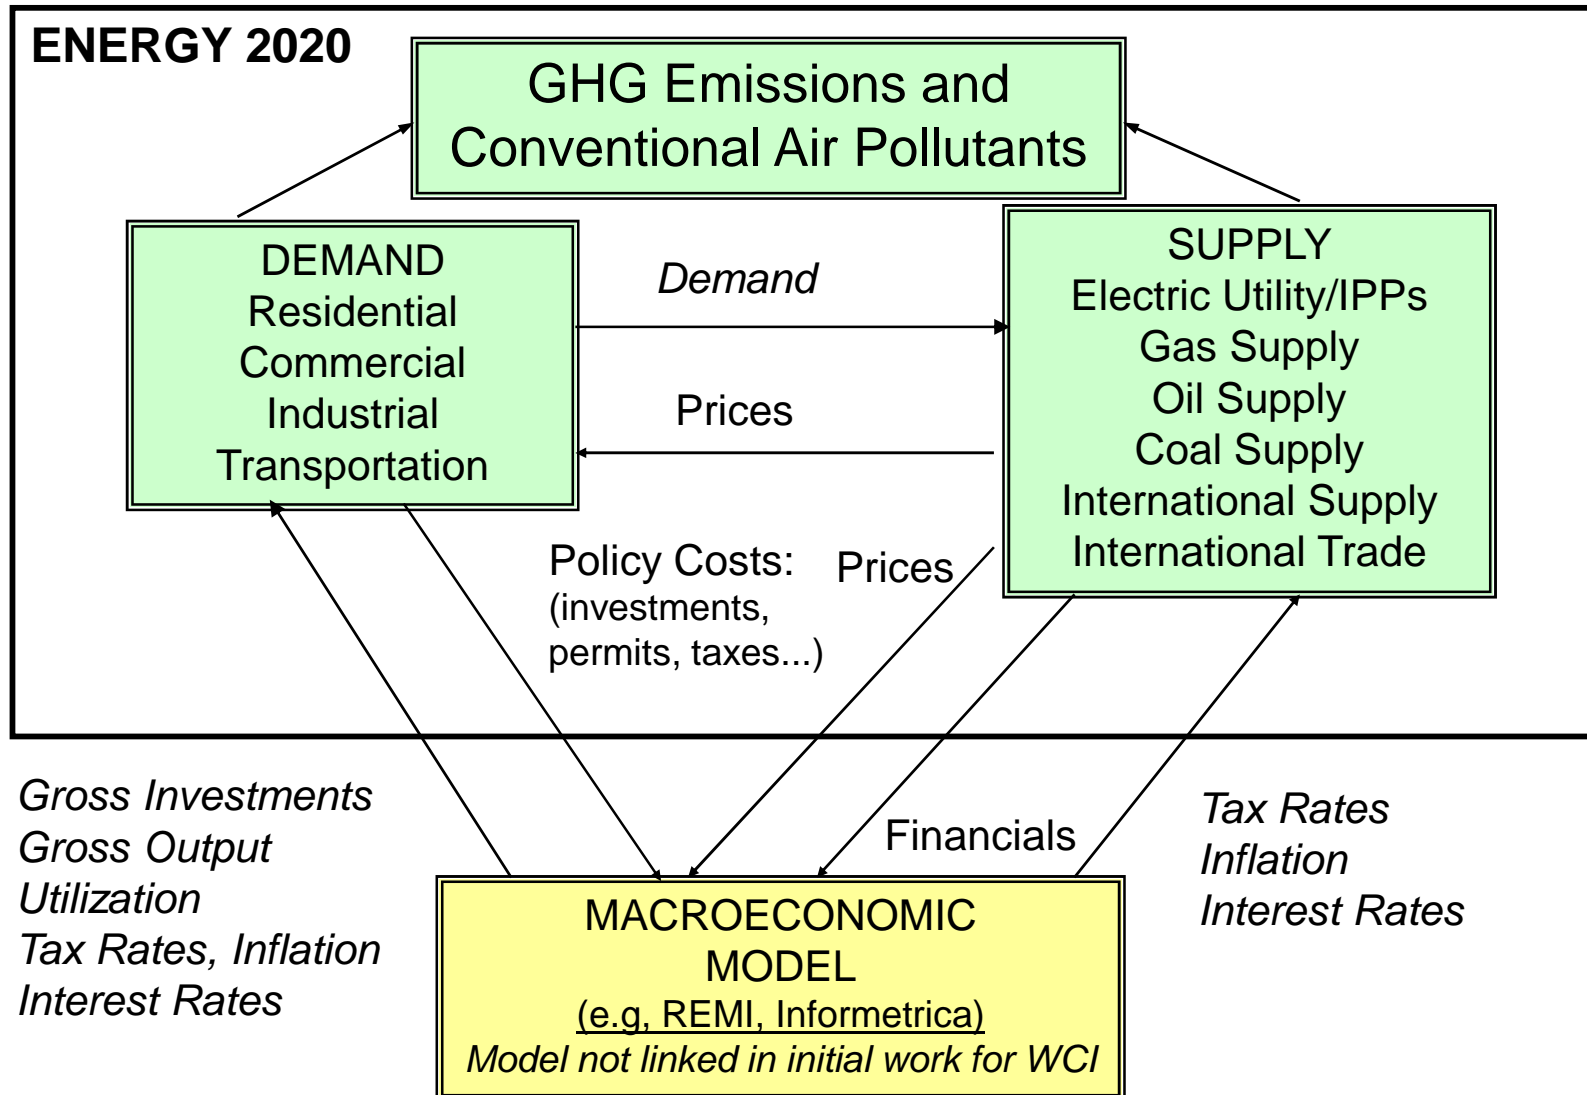 ENERGY 2020
GHG Emissions and
Conventional Air Pollutants
DEMAND
Residential
Commercial
Industrial
Transportation
Demand
Prices
SUPPLY
Electric Utility/IPPs
Gas Supply
Oil Supply
Coal Supply
International Supply
International Trade
Policy Costs:
(investments,
permits, taxes...)
Prices
Gross Investments
Gross Output
Utilization
Tax Rates, Inflation
Interest Rates
Financials
Tax Rates
Inflation
Interest Rates
MACROECONOMIC
MODEL
(e.g, REMI, Informetrica)
Model not linked in initial work for WCI